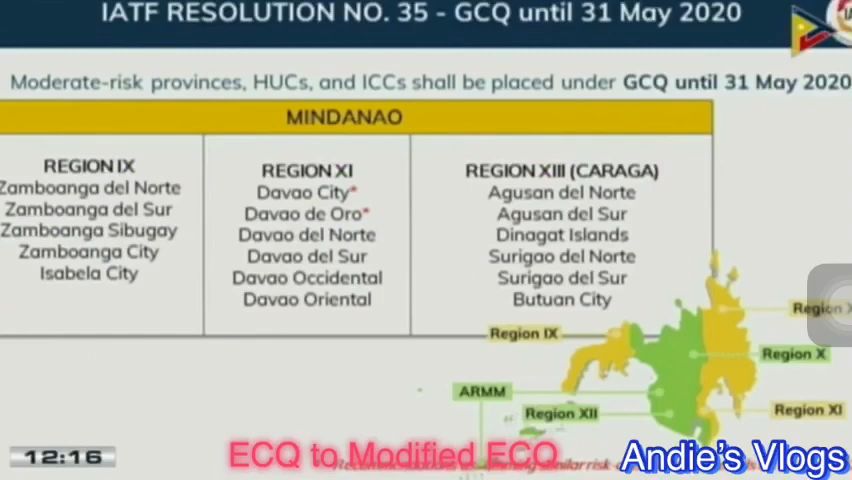 IATF RESOLUTION NO. 35 - GCQ until 31 May 2020
Moderate-risk provinces, HUCs, and ICCs shall be placed under GCQ until 31 May 2020
MINDANAO
REGION IX
Zamboanga del Norte
Zamboanga del Sur
Zamboanga Sibugay
Zamboanga City
Isabela City
REGION XI
Davao City*
Davao de Oro*
Davao del Norte
Davao del Sur
Davao Occidental
Davao Oriental
REGION XIII (CARAGA)
Agusan del Norte
Agusan del Sur
Dinagat Islands
Surigao del Norte
Surigao del Sur
Butuan City
Region
Region IX
Region X
ARMM
Region XII
Region XI
12:16
ECQ to Modified ECQ
Andie's Vlogs